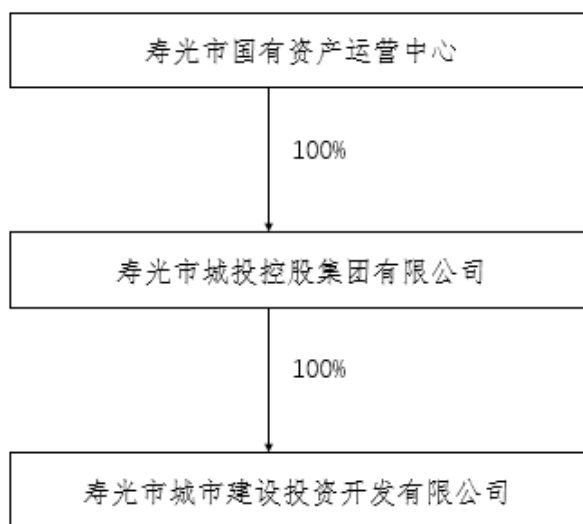 寿光市国有资产运营中心
100%
寿光市城投控股集团有限公司
100%
寿光市城市建设投资开发有限公司